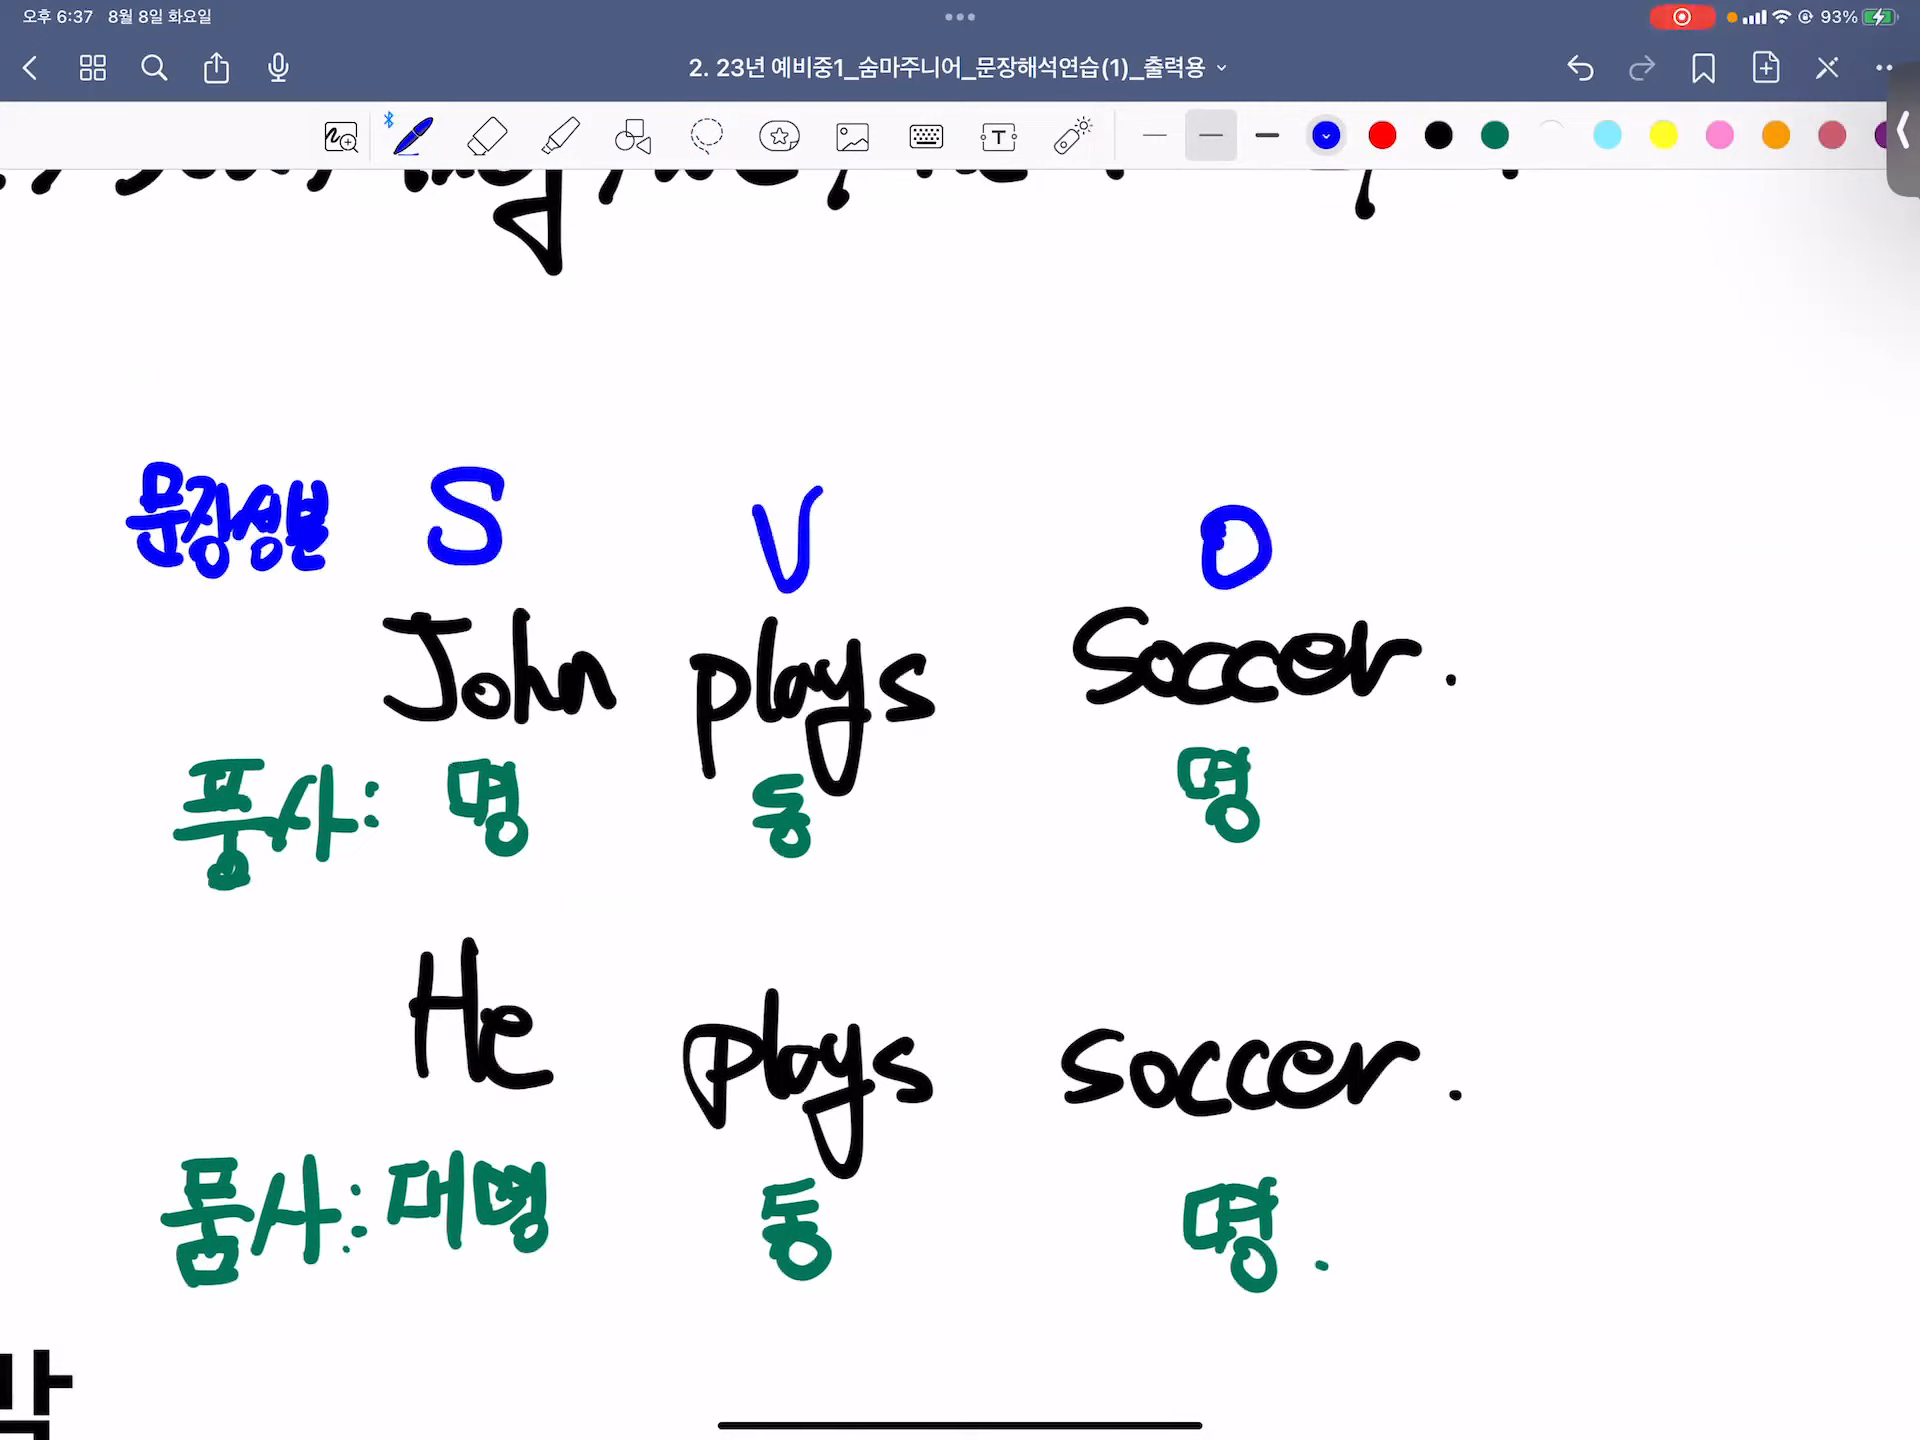 오후 6:37 8월 8일 화요일
93%
2. 23년 예비중1_숨마주니어_문장해석연습(1)_출력용
문장성분 S V O
John plays soccer.
품사: 명 동 명
He plays soccer.
품사: 대명 동 명.